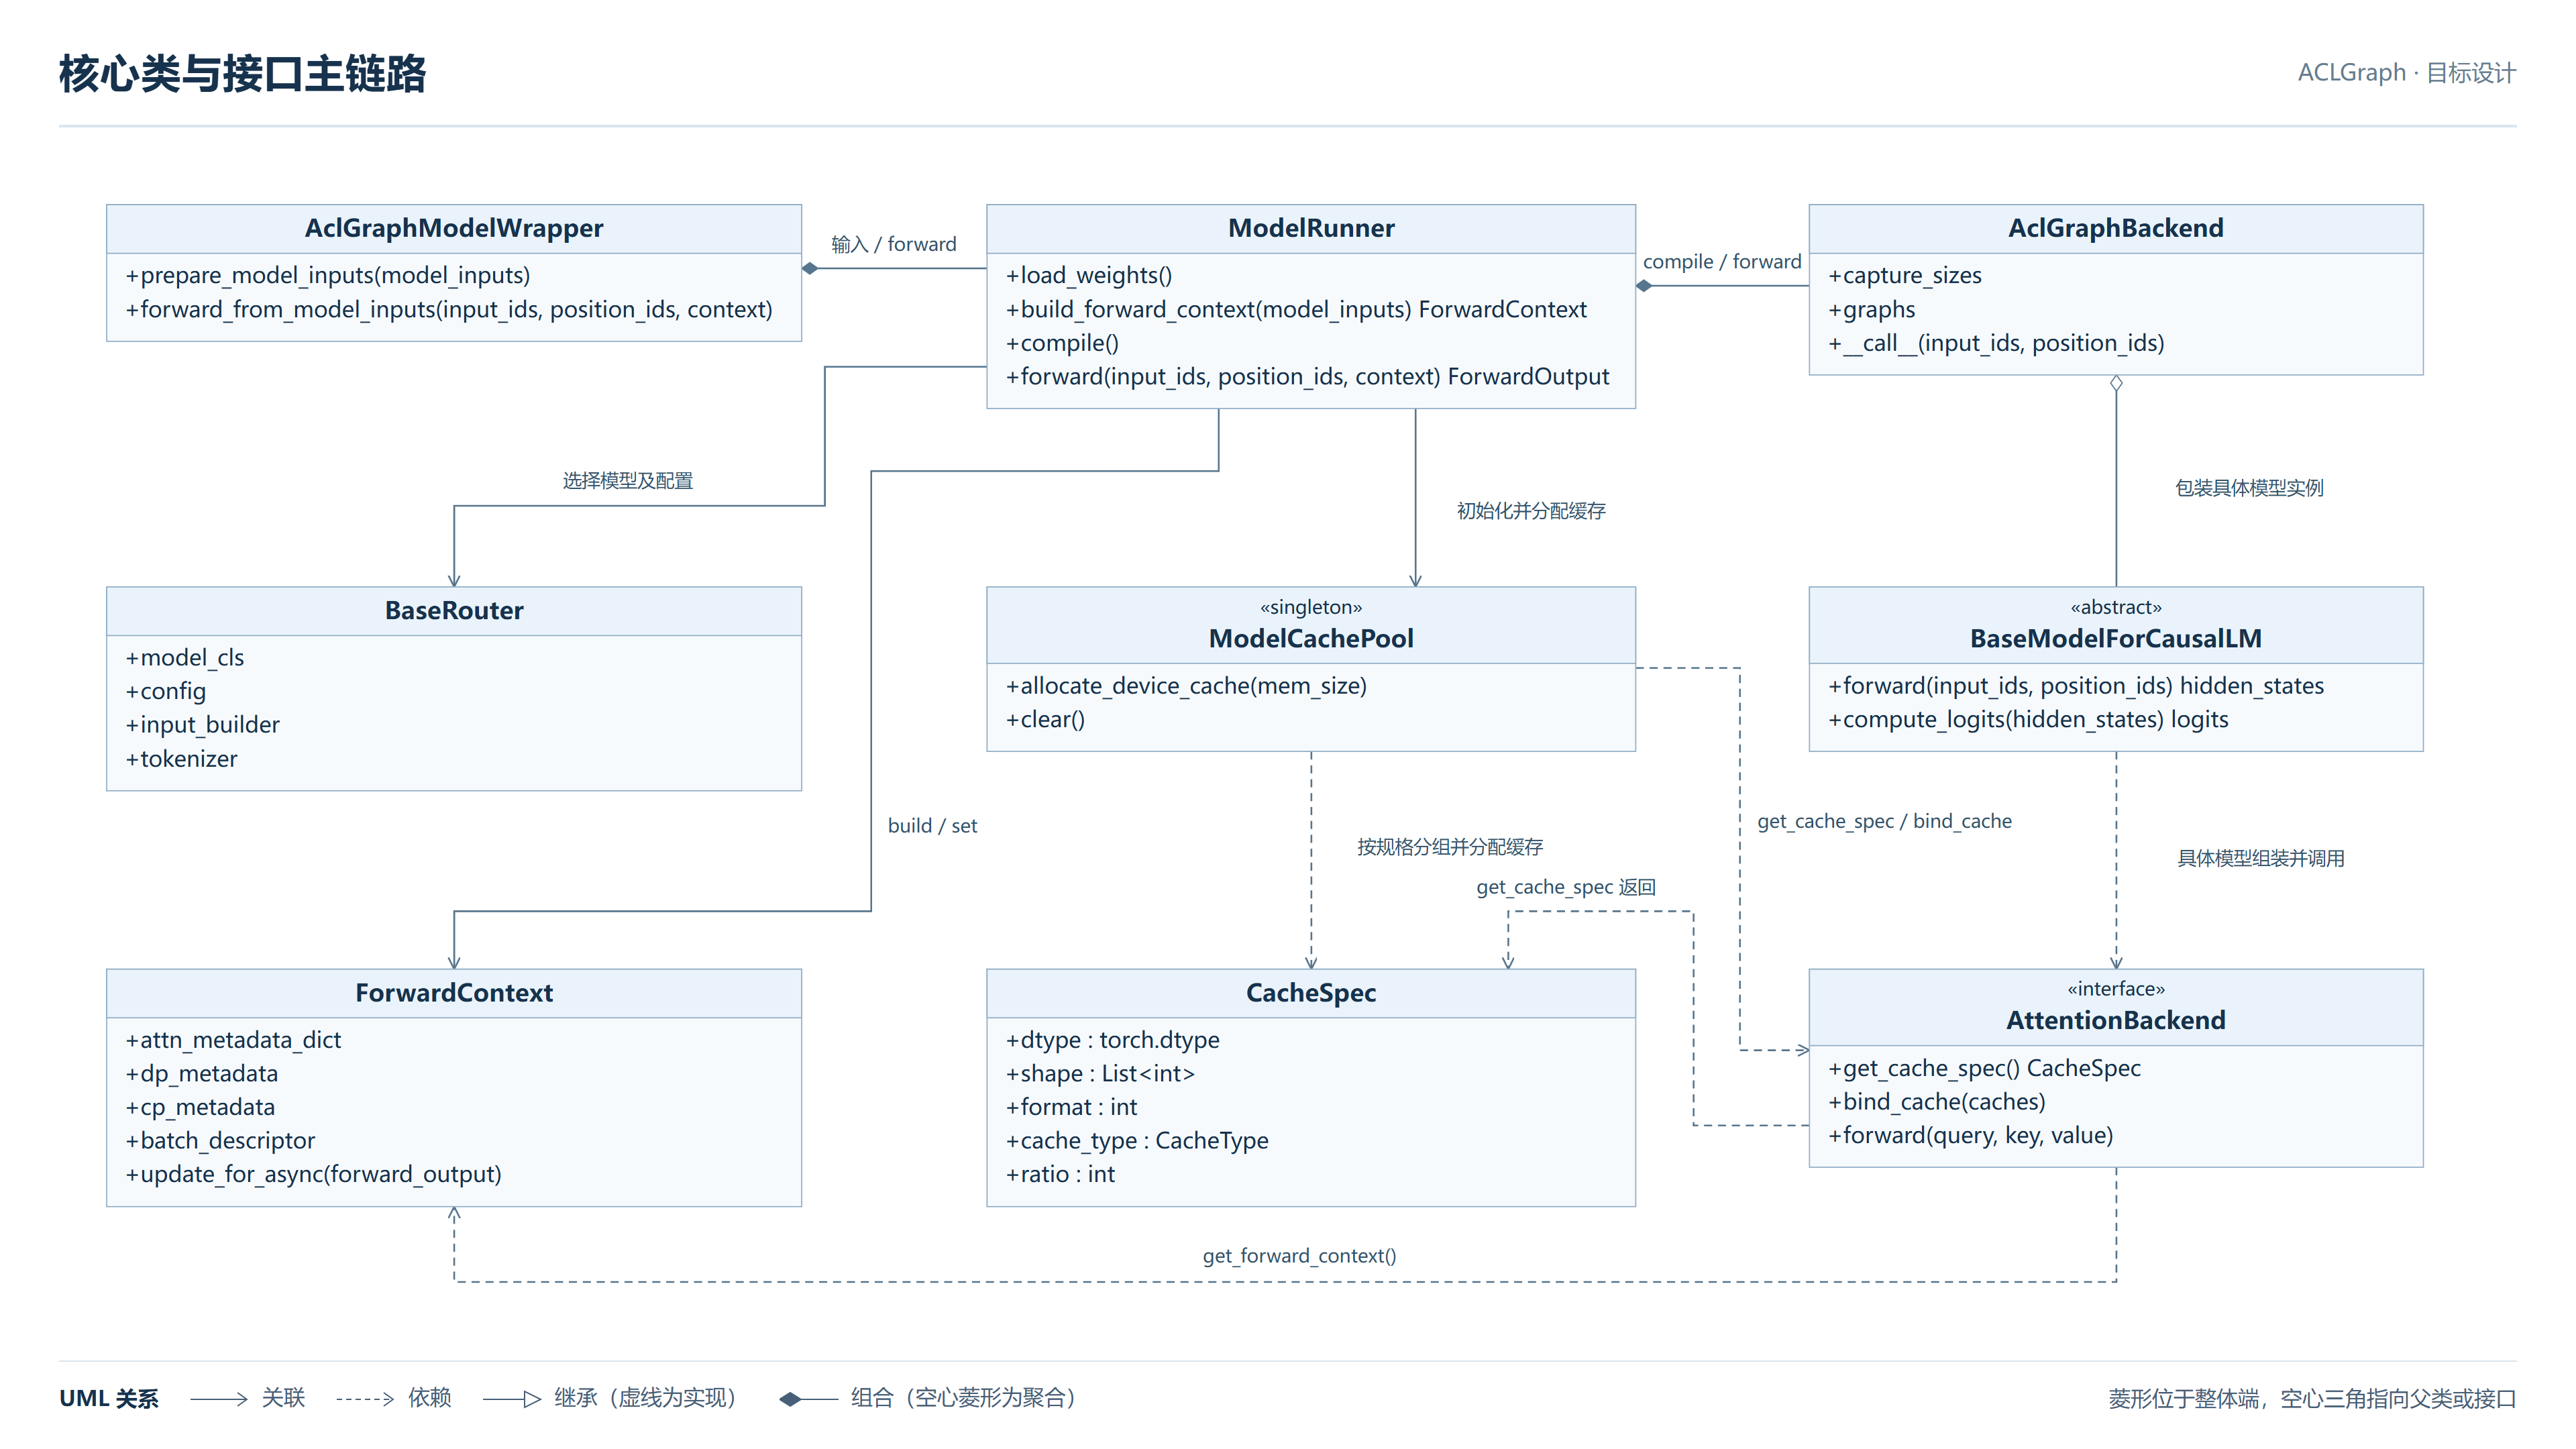 核心类与接口主链路
ACLGraph · 目标设计
AclGraphModelWrapper
+prepare_model_inputs(model_inputs)
+forward_from_model_inputs(input_ids, position_ids, context)
输入 / forward
ModelRunner
+load_weights()
+build_forward_context(model_inputs) ForwardContext
+compile()
+forward(input_ids, position_ids, context) ForwardOutput
compile / forward
AclGraphBackend
+capture_sizes
+graphs
+__call__(input_ids, position_ids)
选择模型及配置
初始化并分配缓存
包装具体模型实例
BaseRouter
+model_cls
+config
+input_builder
+tokenizer
«singleton»
ModelCachePool
+allocate_device_cache(mem_size)
+clear()
«abstract»
BaseModelForCausalLM
+forward(input_ids, position_ids) hidden_states
+compute_logits(hidden_states) logits
build / set
按规格分组并分配缓存
get_cache_spec / bind_cache
具体模型组装并调用
get_cache_spec 返回
ForwardContext
+attn_metadata_dict
+dp_metadata
+cp_metadata
+batch_descriptor
+update_for_async(forward_output)
CacheSpec
+dtype : torch.dtype
+shape : List<int>
+format : int
+cache_type : CacheType
+ratio : int
«interface»
AttentionBackend
+get_cache_spec() CacheSpec
+bind_cache(caches)
+forward(query, key, value)
get_forward_context()
UML 关系
关联
依赖
继承（虚线为实现）
组合（空心菱形为聚合）
菱形位于整体端，空心三角指向父类或接口